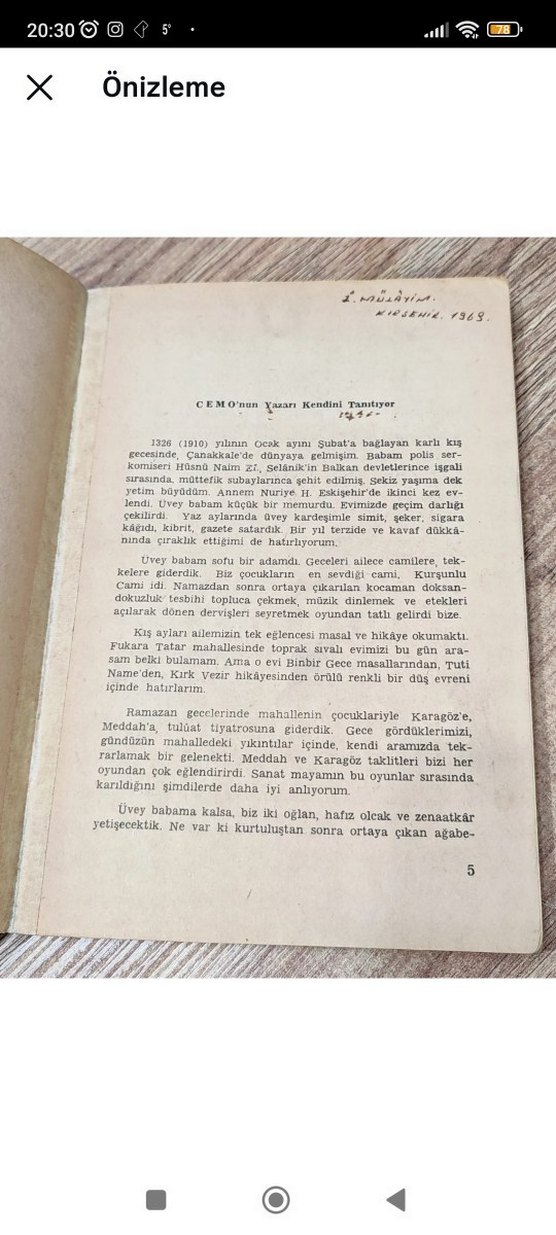 20:30
5°
78
Önizleme
İ. MÜLÂYİM.
KIRŞEHİR. 1969.
CEMO'nun Yazarı Kendini Tanıtıyor
1326 (1910) yılının Ocak ayını Şubat'a bağlayan karlı kış
gecesinde, Çanakkale'de dünyaya gelmişim. Babam polis ser-
komiseri Hüsnü Naim Ef., Selânik'in Balkan devletlerince işgali
sırasında, müttefik subaylarınca şehit edilmiş. Sekiz yaşıma dek
yetim büyüdüm. Annem Nuriye H. Eskişehir'de ikinci kez ev-
lendi. Üvey babam küçük bir memurdu. Evimizde geçim darlığı
çekilirdi. Yaz aylarında üvey kardeşimle simit, şeker, sigara
kâğıdı, kibrit, gazete satardık. Bir yıl terzide ve kavaf dükkâ-
nında çıraklık ettiğimi de hatırlıyorum.
Üvey babam sofu bir adamdı. Geceleri ailece camilere, tek-
kelere giderdik. Biz çocukların en sevdiği cami, Kurşunlu
Cami idi. Namazdan sonra ortaya çıkarılan kocaman doksan-
dokuzluk tesbihi topluca çekmek, müzik dinlemek ve etekleri
açılarak dönen dervişleri seyretmek oyundan tatlı gelirdi bize.
Kış ayları ailemizin tek eğlencesi masal ve hikâye okumaktı.
Fukara Tatar mahallesinde toprak sıvalı evimizi bu gün ara-
sam belki bulamam. Ama o evi Binbir Gece masallarından, Tuti
Name'den, Kırk Vezir hikâyesinden örülü renkli bir düş evreni
içinde hatırlarım.
Ramazan gecelerinde mahallenin çocuklariyle Karagöz'e,
Meddah'a, tulûat tiyatrosuna giderdik. Gece gördüklerimizi,
gündüzün mahalledeki yıkıntılar içinde, kendi aramızda tek-
rarlamak bir gelenekti. Meddah ve Karagöz taklitleri bizi her
oyundan çok eğlendirirdi. Sanat mayamın bu oyunlar sırasında
karıldığını şimdilerde daha iyi anlıyorum.
Üvey babama kalsa, biz iki oğlan, hafız olcak ve zenaatkâr
yetişecektik. Ne var ki kurtuluştan sonra ortaya çıkan ağabe-
5